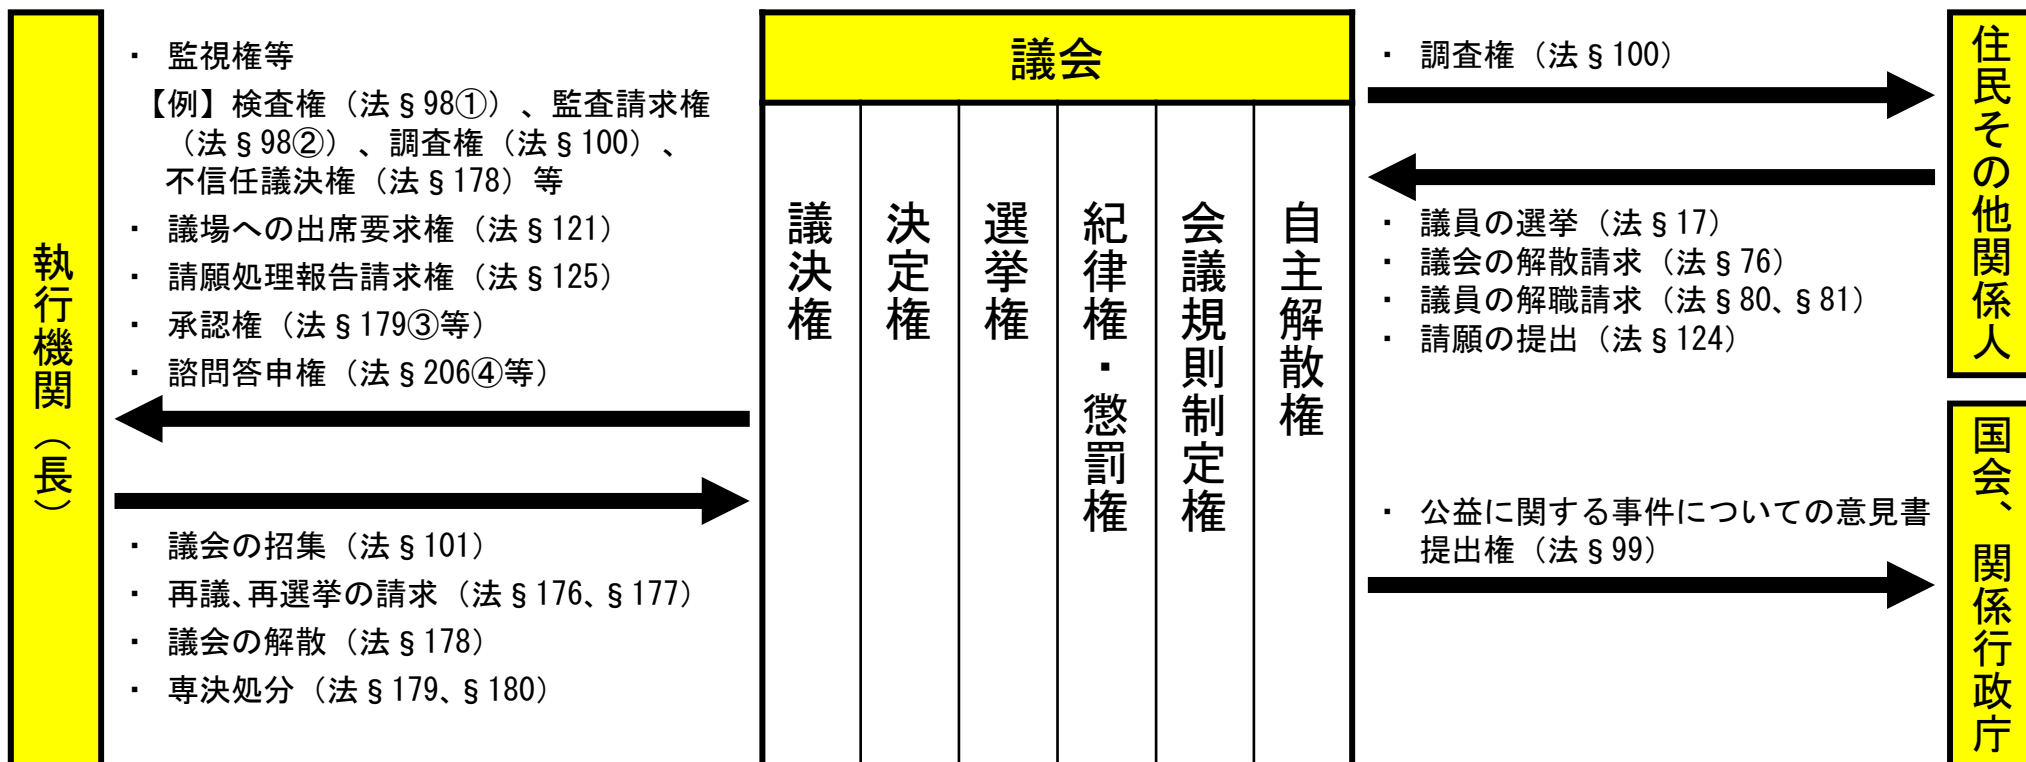 執行機関（長）
・ 監視権等
【例】検査権（法§98①）、監査請求権
（法§98②）、調査権（法§100）、
不信任議決権（法§178）等
・ 議場への出席要求権（法§121）
・ 請願処理報告請求権（法§125）
・ 承認権（法§179③等）
・ 諮問答申権（法§206④等）
・ 議会の招集（法§101）
・ 再議、再選挙の請求（法§176、§177）
・ 議会の解散（法§178）
・ 専決処分（法§179、§180）
議会
議決権
決定権
選挙権
紀律権・懲罰権
会議規則制定権
自主解散権
・ 調査権（法§100）
・ 議員の選挙（法§17）
・ 議会の解散請求（法§76）
・ 議員の解職請求（法§80、§81）
・ 請願の提出（法§124）
・ 公益に関する事件についての意見書
提出権（法§99）
住民その他関係人
国会、関係行政庁